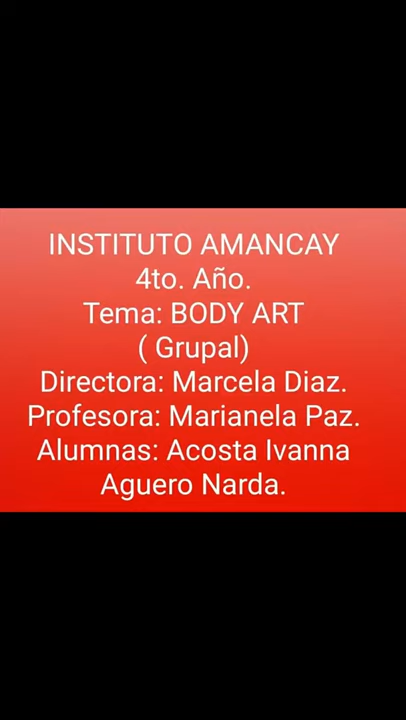 INSTITUTO AMANCAY
4to. Año.
Tema: BODY ART
( Grupal)
Directora: Marcela Diaz.
Profesora: Marianela Paz.
Alumnas: Acosta Ivanna
Aguero Narda.